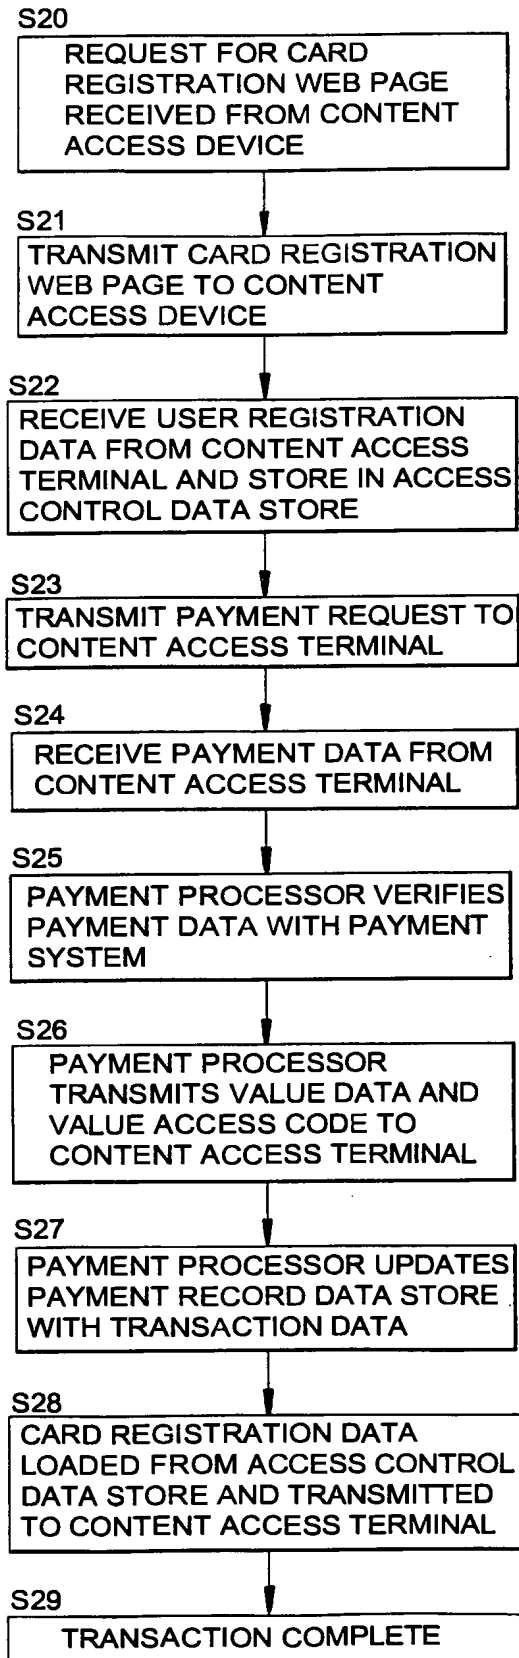 S20
REQUEST FOR CARD
REGISTRATION WEB PAGE
RECEIVED FROM CONTENT
ACCESS DEVICE
S21
TRANSMIT CARD REGISTRATION
WEB PAGE TO CONTENT
ACCESS DEVICE
S22
RECEIVE USER REGISTRATION
DATA FROM CONTENT ACCESS
TERMINAL AND STORE IN ACCESS
CONTROL DATA STORE
S23
TRANSMIT PAYMENT REQUEST TO
CONTENT ACCESS TERMINAL
S24
RECEIVE PAYMENT DATA FROM
CONTENT ACCESS TERMINAL
S25
PAYMENT PROCESSOR VERIFIES
PAYMENT DATA WITH PAYMENT
SYSTEM
S26
PAYMENT PROCESSOR
TRANSMITS VALUE DATA AND
VALUE ACCESS CODE TO
CONTENT ACCESS TERMINAL
S27
PAYMENT PROCESSOR UPDATES
PAYMENT RECORD DATA STORE
WITH TRANSACTION DATA
S28
CARD REGISTRATION DATA
LOADED FROM ACCESS CONTROL
DATA STORE AND TRANSMITTED
TO CONTENT ACCESS TERMINAL
S29
TRANSACTION COMPLETE